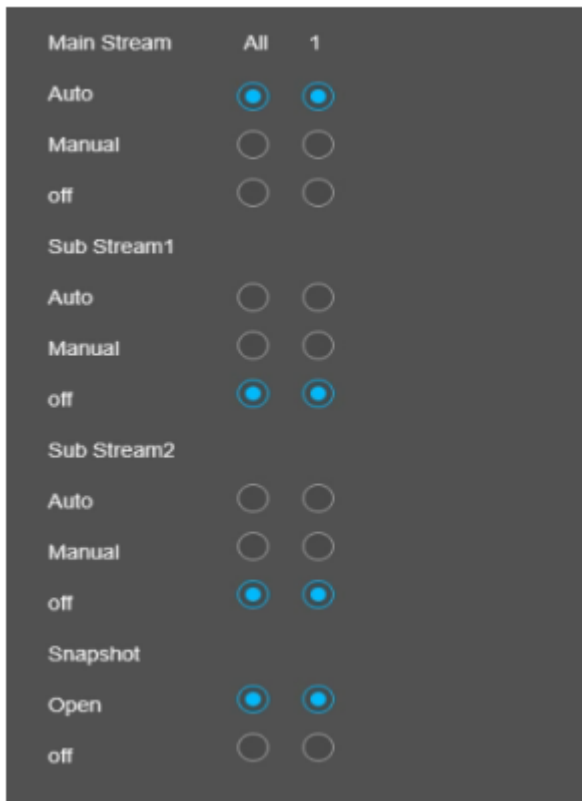 Main Stream All 1
Auto
Manual
off
Sub Stream1
Auto
Manual
off
Sub Stream2
Auto
Manual
off
Snapshot
Open
off